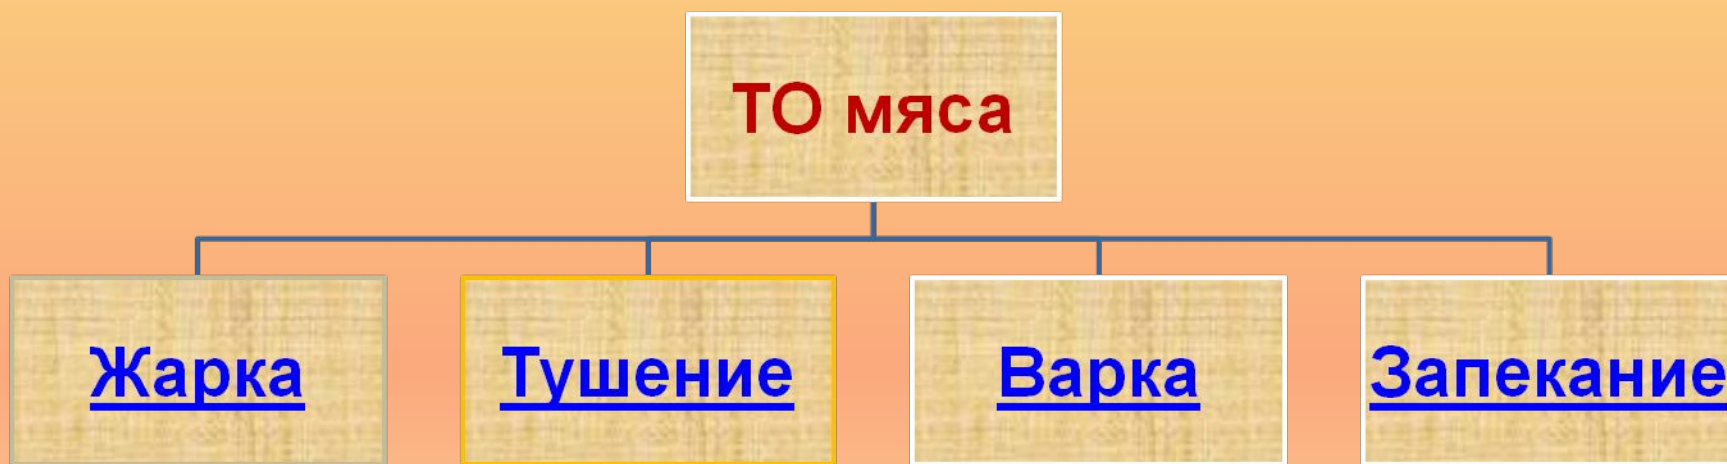 ТО мяса
Жарка
Тушение
Варка
Запекание